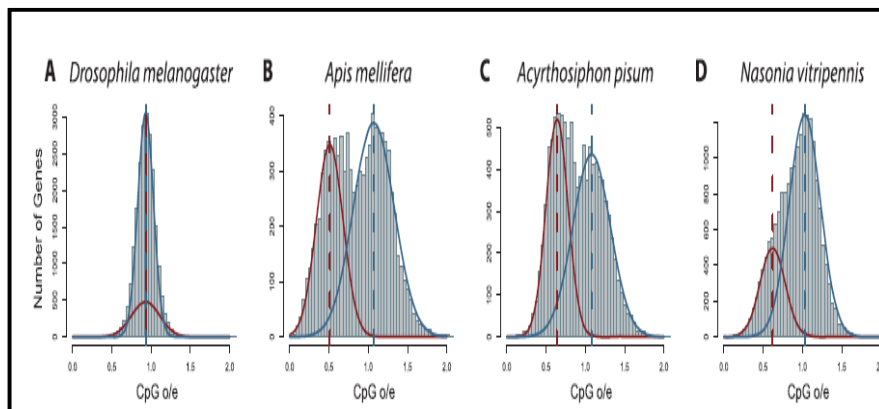 A Drosophila melanogaster
B Apis mellifera
C Acyrthosiphon pisum
D Nasonia vitripennis
Number of Genes
0 500 1000 1500 2000 2500 3000
0 100 200 300 400
0 100 200 300 400 500
0 200 400 600 800 1000
0.0 0.5 1.0 1.5 2.0
0.0 0.5 1.0 1.5 2.0
0.0 0.5 1.0 1.5 2.0
0.0 0.5 1.0 1.5 2.0
CpG o/e
CpG o/e
CpG o/e
CpG o/e